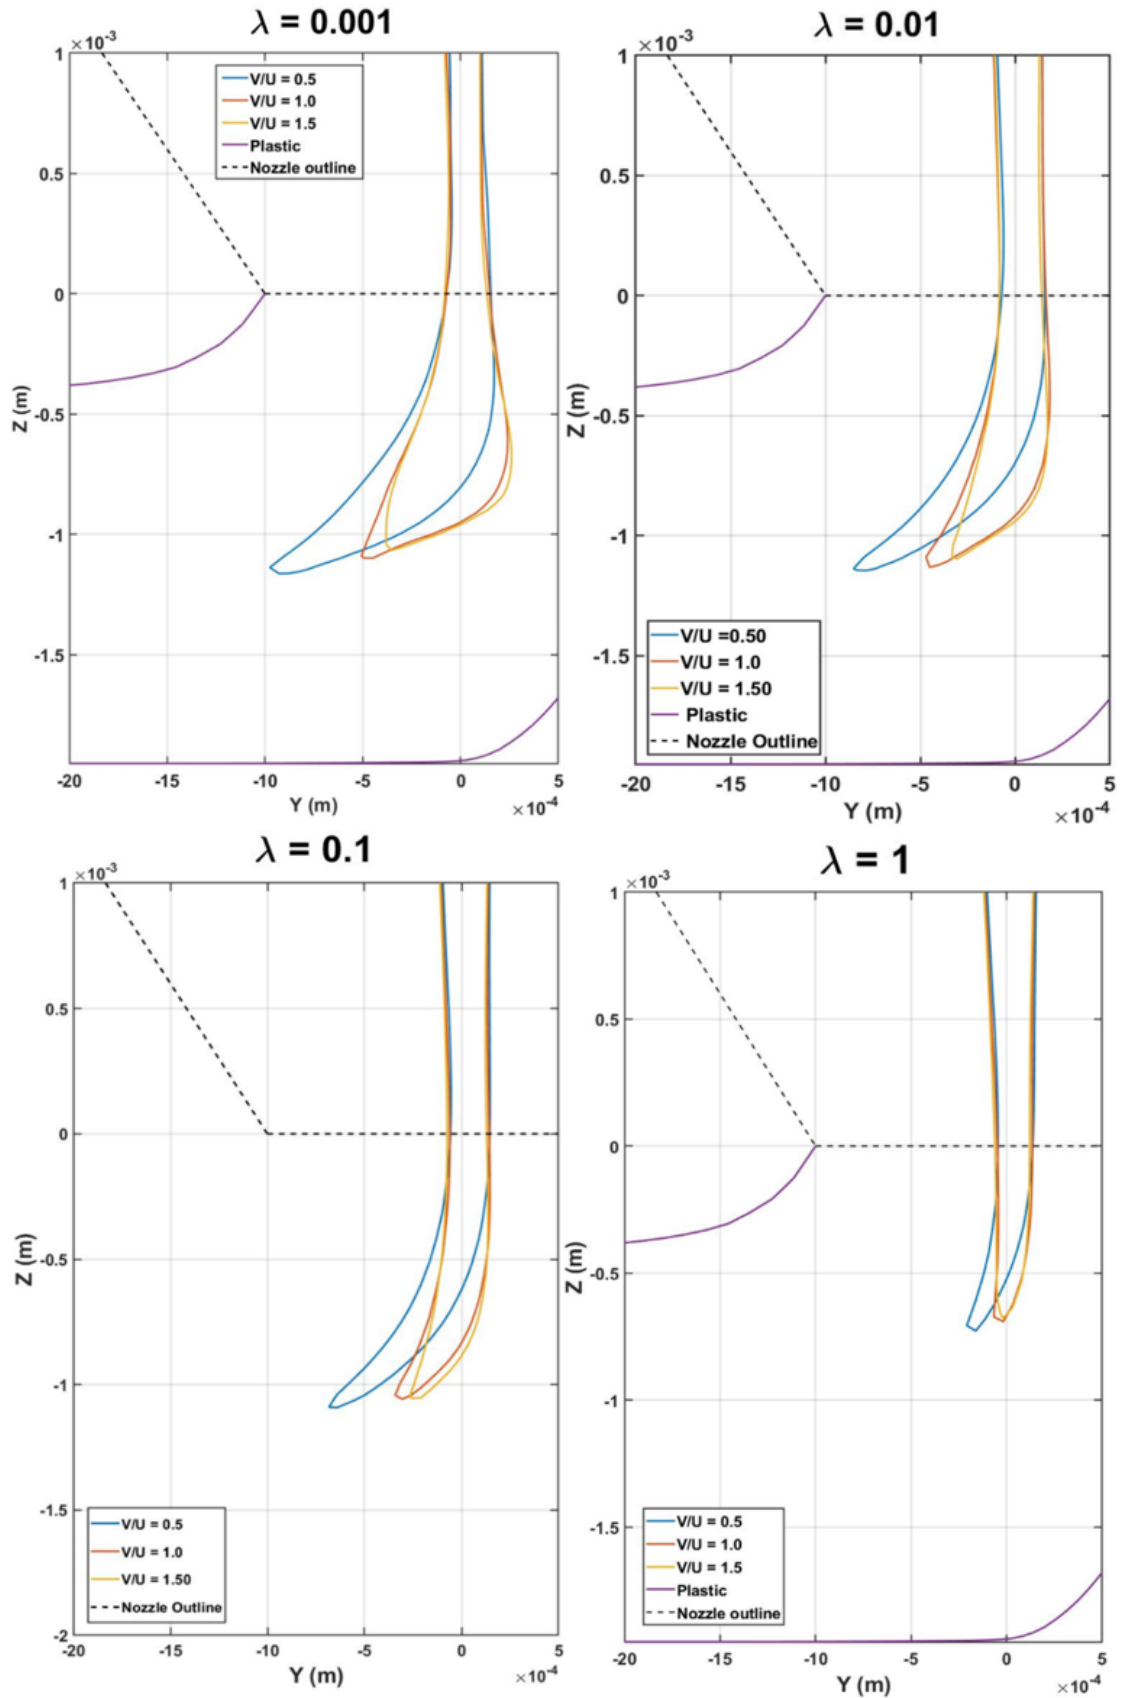 λ = 0.001
×10⁻³
1
0.5
0
-0.5
-1
-1.5
Z (m)
V/U = 0.5
V/U = 1.0
V/U = 1.5
Plastic
Nozzle outline
-20 -15 -10 -5 0 5
Y (m)
×10⁻⁴
λ = 0.01
×10⁻³
1
0.5
0
-0.5
-1
-1.5
Z (m)
V/U =0.50
V/U = 1.0
V/U = 1.50
Plastic
Nozzle Outline
-20 -15 -10 -5 0 5
Y (m)
×10⁻⁴
λ = 0.1
×10⁻³
1
0.5
0
-0.5
-1
-1.5
-2
Z (m)
V/U = 0.5
V/U = 1.0
V/U = 1.50
Nozzle Outline
-20 -15 -10 -5 0 5
Y (m)
×10⁻⁴
λ = 1
×10⁻³
1
0.5
0
-0.5
-1
-1.5
Z (m)
V/U = 0.5
V/U = 1.0
V/U = 1.5
Plastic
Nozzle outline
-20 -15 -10 -5 0 5
Y (m)
×10⁻⁴